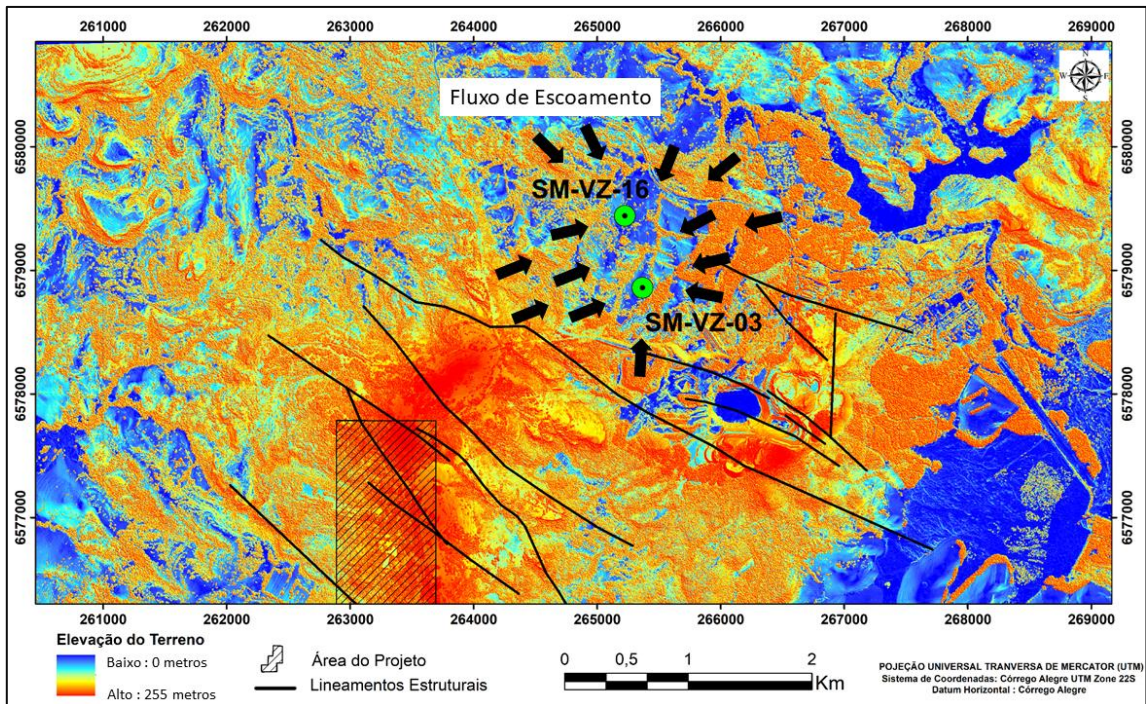 261000 262000 263000 264000 265000 266000 267000 268000 269000
N
W E
S
Fluxo de Escoamento
6580000 6580000
SM-VZ-16
6579000 6579000
SM-VZ-03
6578000 6578000
6577000 6577000
261000 262000 263000 264000 265000 266000 267000 268000 269000
Elevação do Terreno
Baixo : 0 metros
Alto : 255 metros
Área do Projeto
Lineamentos Estruturais
0 0,5 1 2
Km
POJEÇÃO UNIVERSAL TRANVERSA DE MERCATOR (UTM)
Sistema de Coordenadas: Córrego Alegre UTM Zone 22S
Datum Horizontal : Córrego Alegre